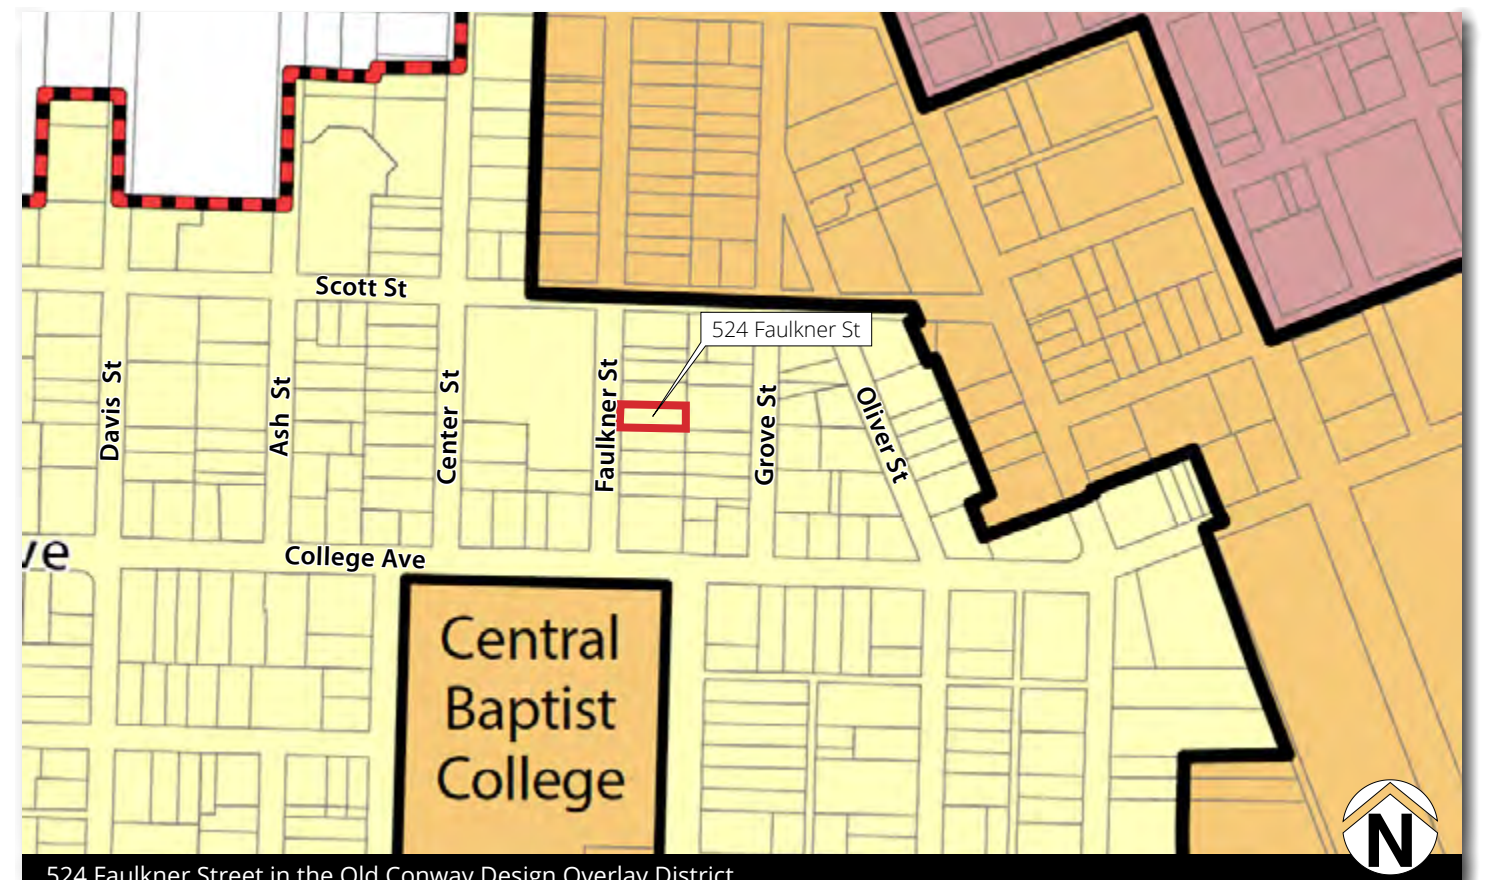 Scott St
524 Faulkner St
Davis St
Ash St
Center St
Faulkner St
Grove St
Oliver St
ve
College Ave
Central
Baptist
College
N
524 Faulkner Street in the Old Conway Design Overlay District